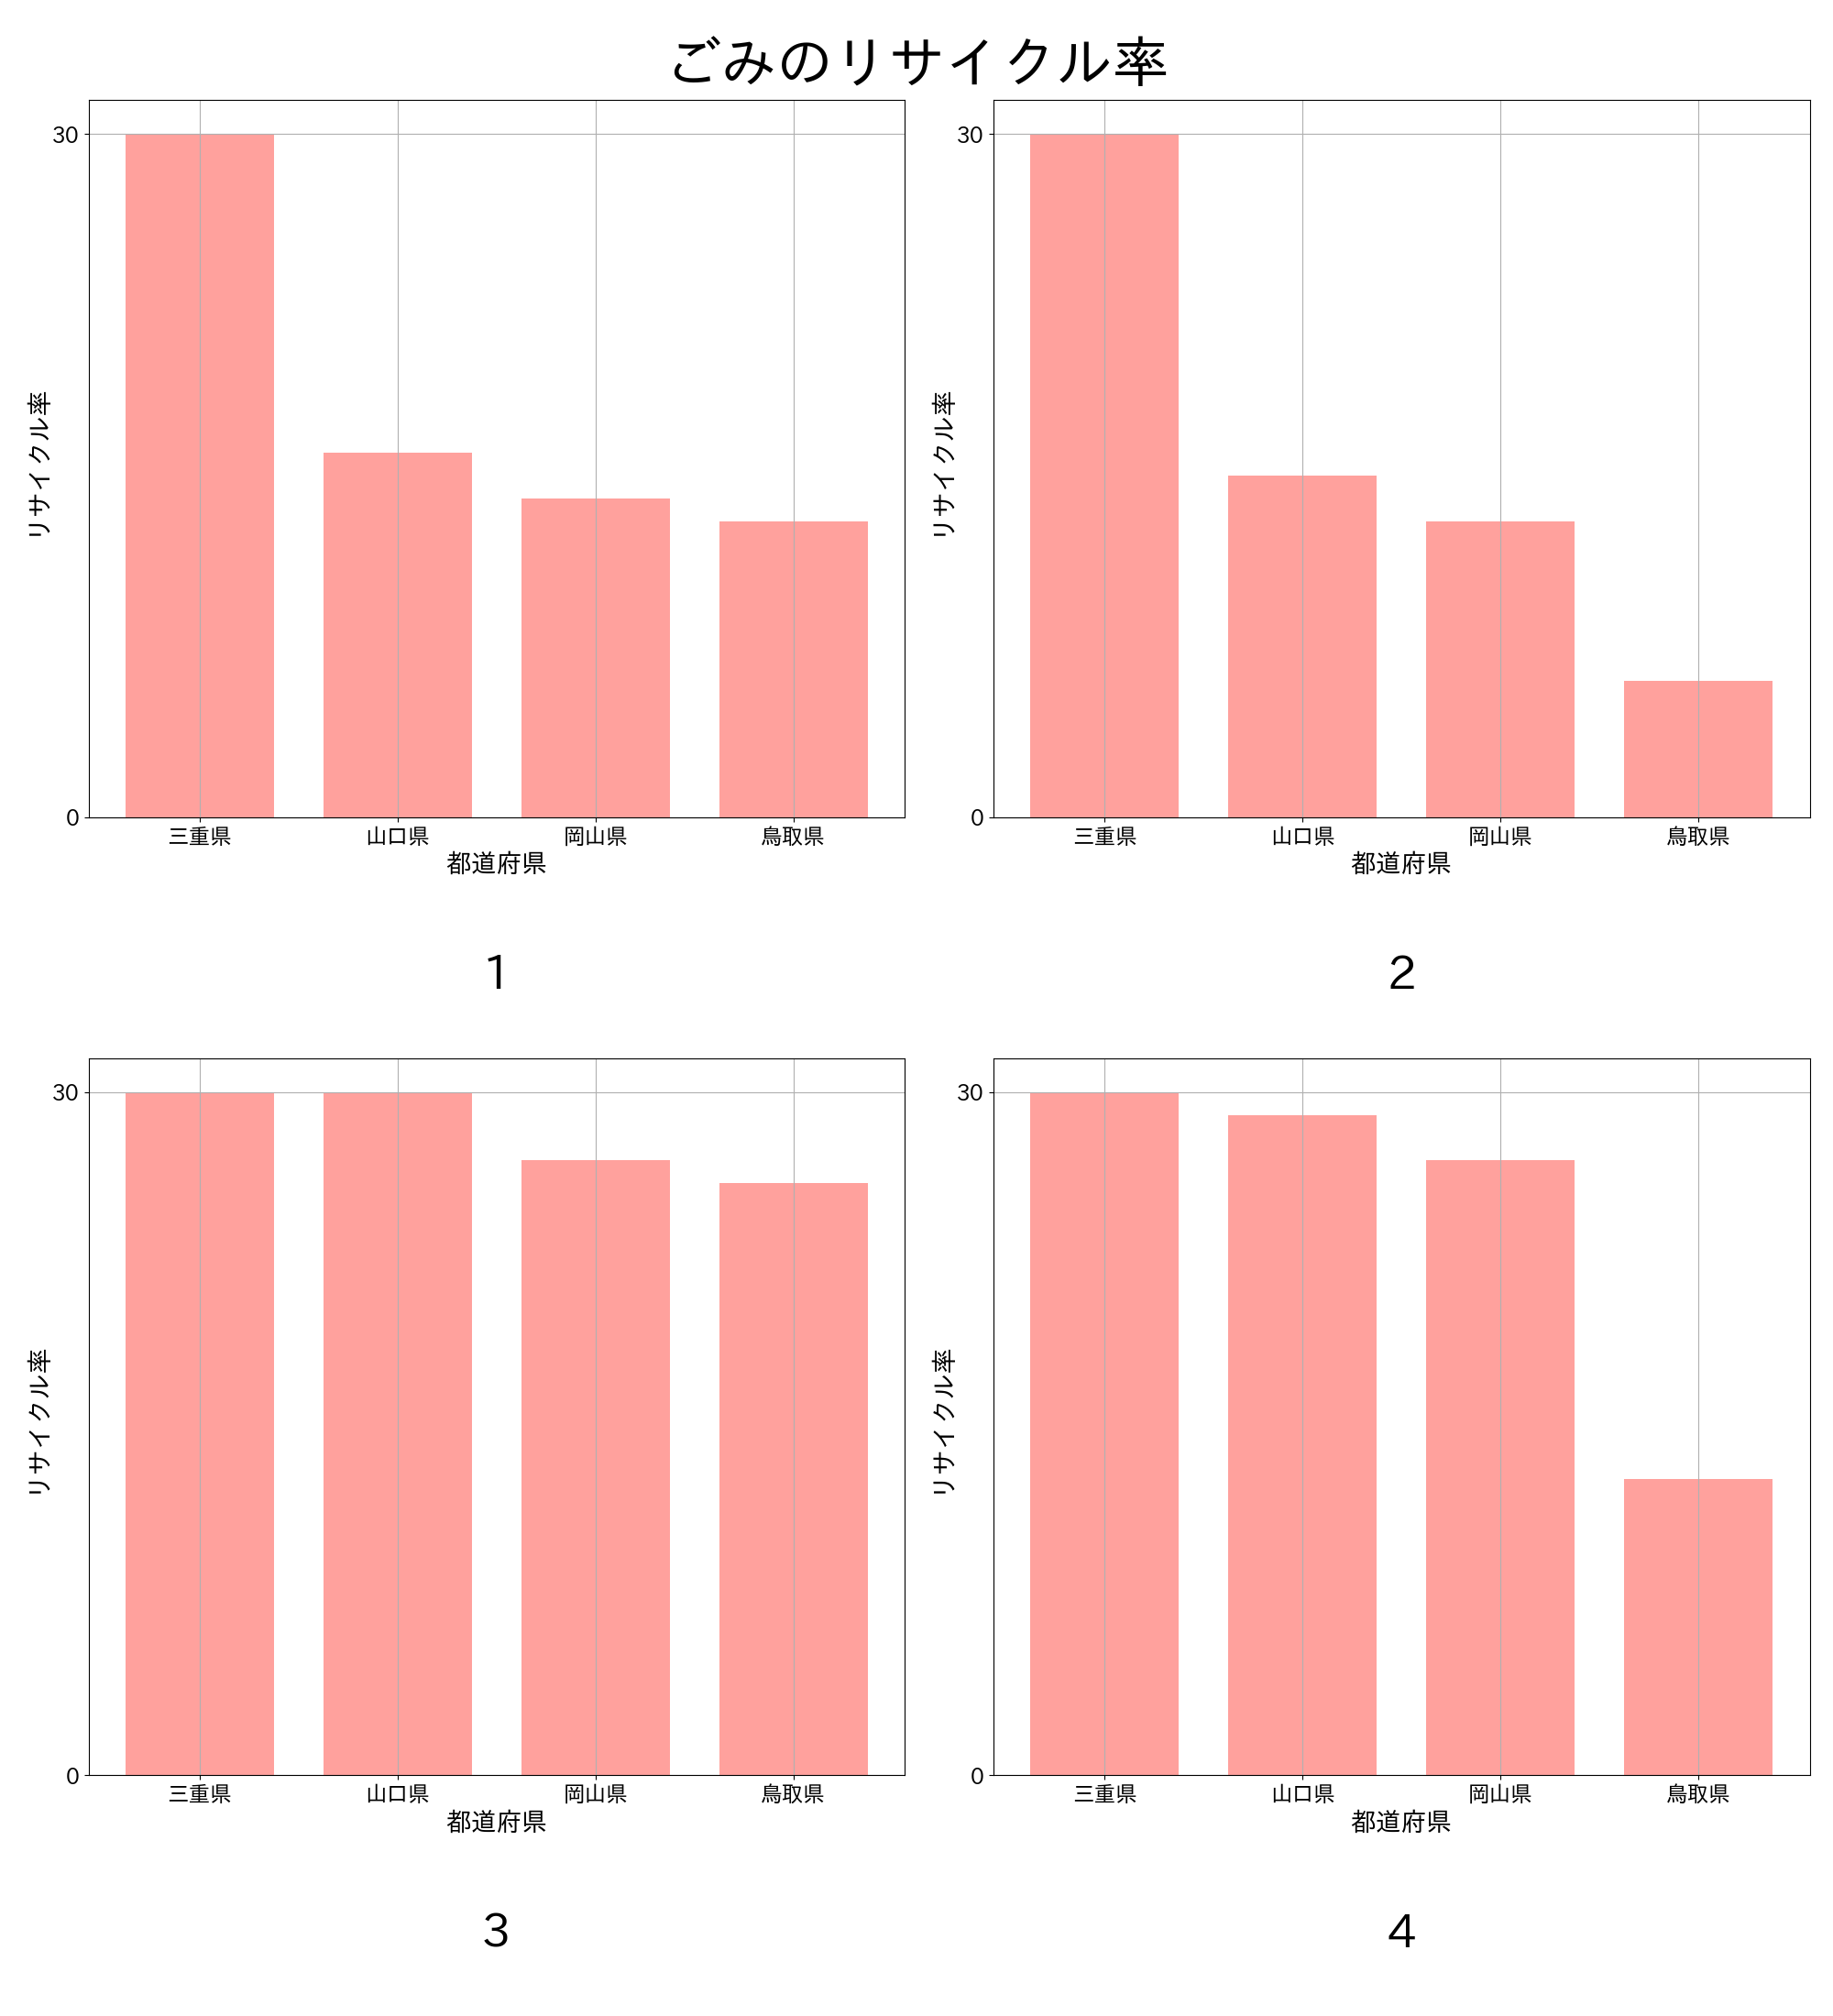 ごみのリサイクル率
30
0
リサイクル率
三重県 山口県 岡山県 鳥取県
都道府県
1
30
0
リサイクル率
三重県 山口県 岡山県 鳥取県
都道府県
2
30
0
リサイクル率
三重県 山口県 岡山県 鳥取県
都道府県
3
30
0
リサイクル率
三重県 山口県 岡山県 鳥取県
都道府県
4